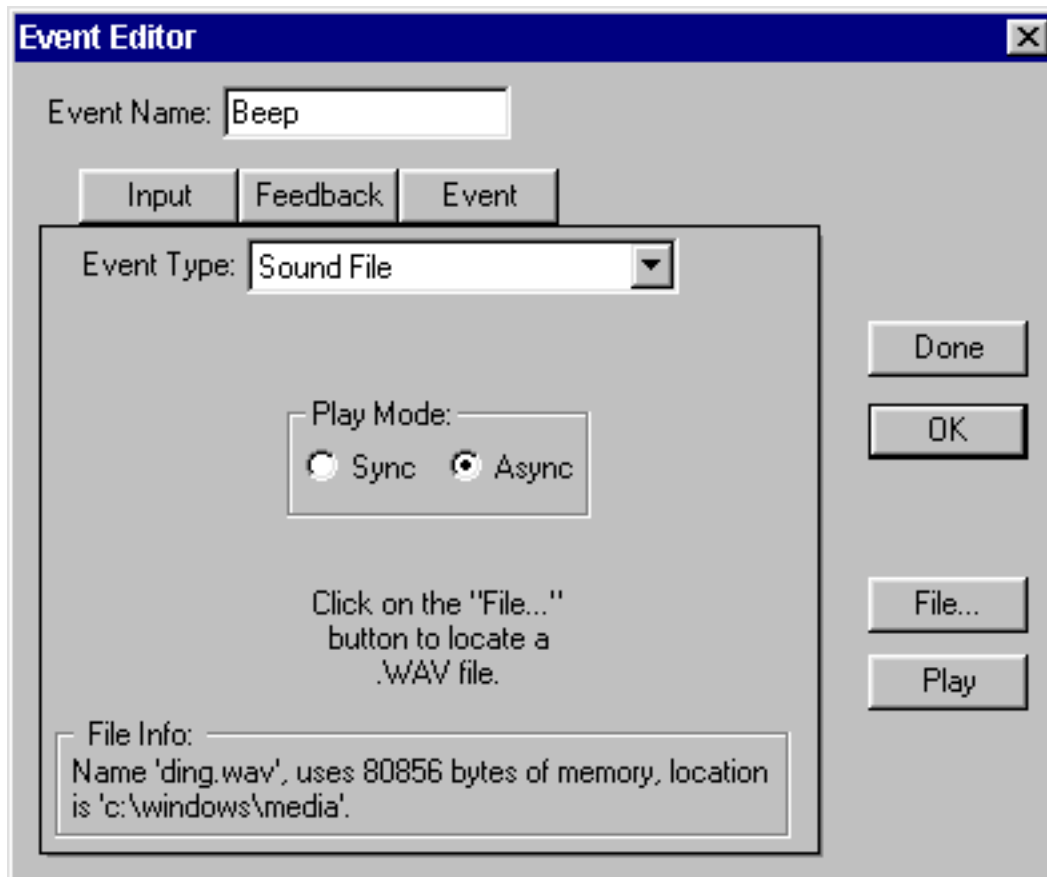 Event Editor
Event Name: Beep
Input Feedback Event
Event Type: Sound File
Done
Play Mode:
OK
Sync Async
Click on the "File..."
button to locate a
.WAV file.
File...
Play
File Info:
Name 'ding.wav', uses 80856 bytes of memory, location
is 'c:\windows\media'.